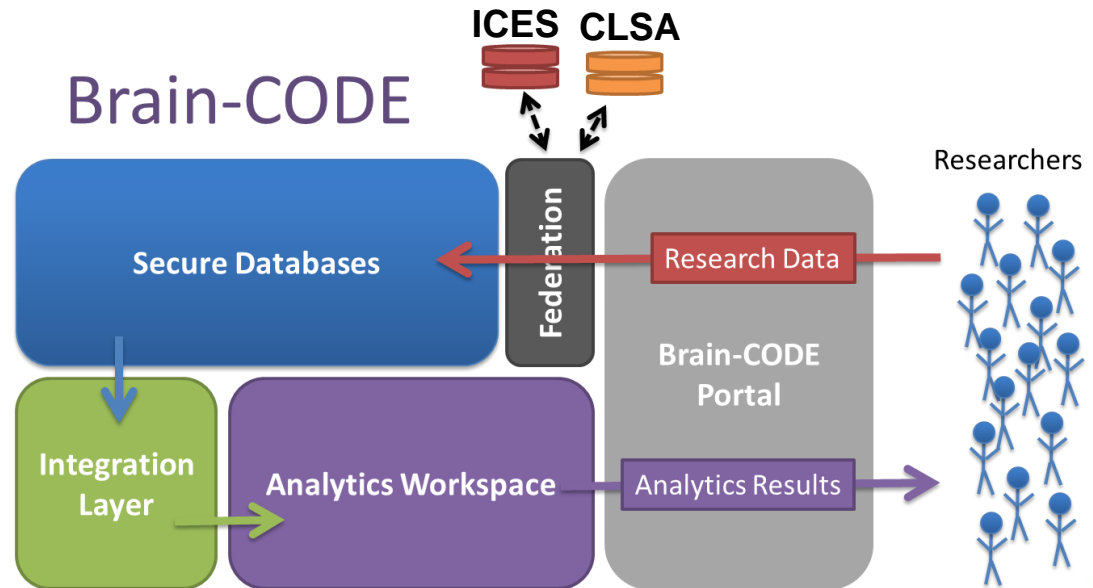 ICES CLSA
Brain-CODE
Researchers
Secure Databases
Federation
Research Data
Brain-CODE
Portal
Integration
Layer
Analytics Workspace
Analytics Results